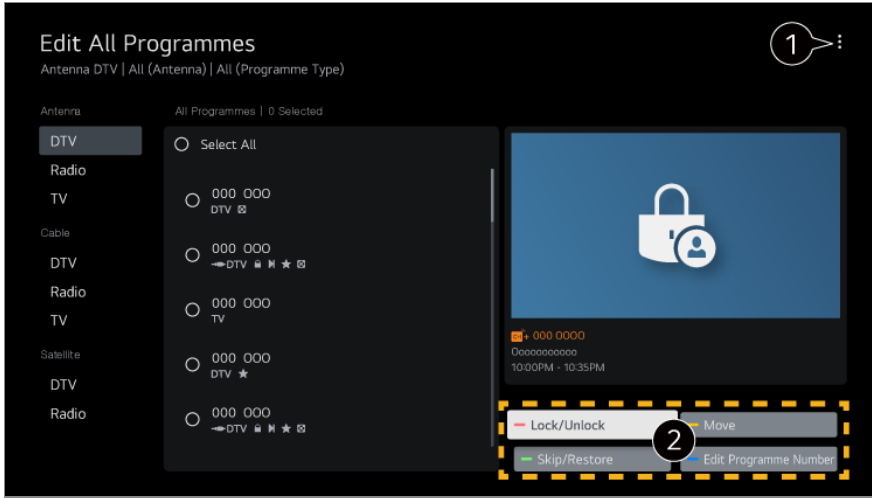 Edit All Programmes
Antenna DTV | All (Antenna) | All (Programme Type)
1
Antenna
DTV
Radio
TV
Cable
DTV
Radio
TV
Satellite
DTV
Radio
All Programmes | 0 Selected
Select All
000 000
DTV
000 000
DTV
000 000
TV
000 000
DTV
000 000
DTV
000 0000
Ooooooooooo
10:00PM - 10:35PM
Lock/Unlock
Move
2
Skip/Restore
Edit Programme Number